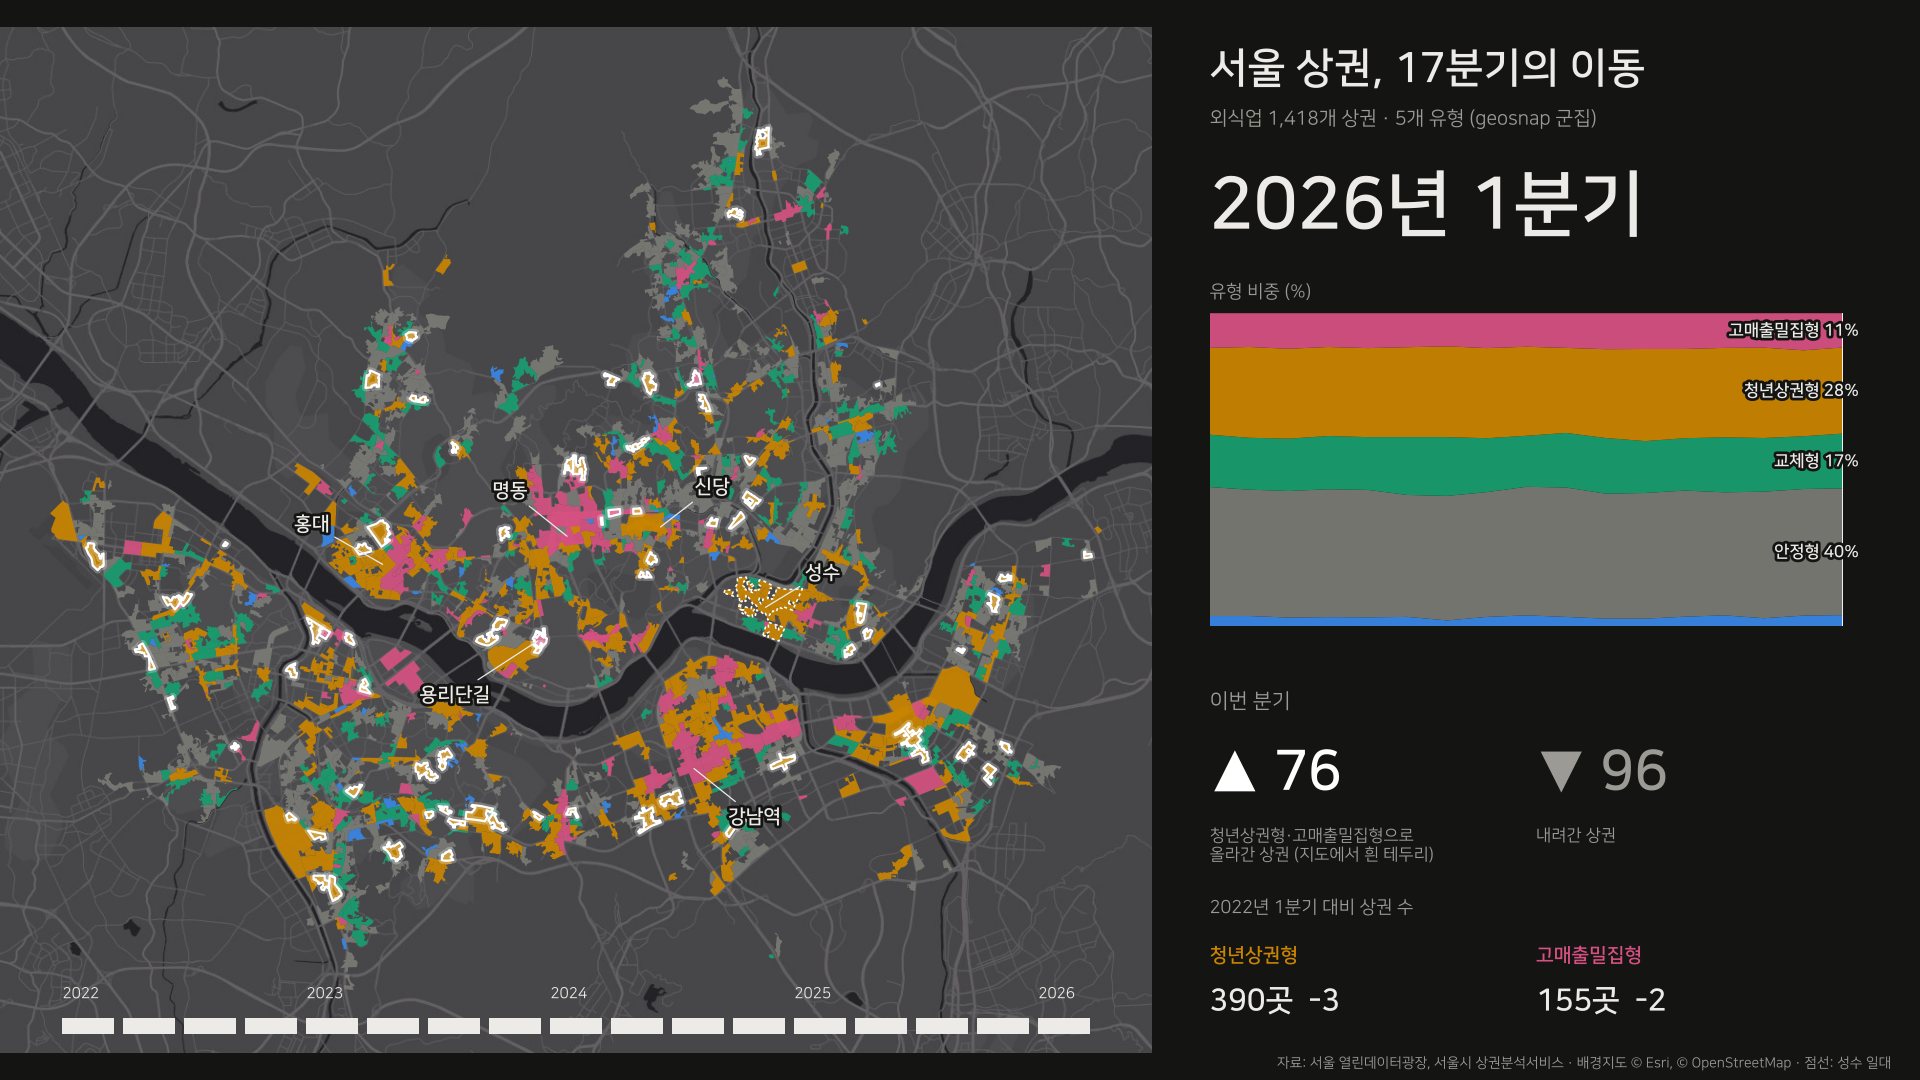 서울 상권, 17분기의 이동
외식업 1,418개 상권 · 5개 유형 (geosnap 군집)
2026년 1분기
유형 비중 (%)
고매출밀집형 11%
청년상권형 28%
교체형 17%
안정형 40%
이번 분기
▲ 76
▼ 96
청년상권형·고매출밀집형으로
올라간 상권 (지도에서 흰 테두리)
내려간 상권
2022년 1분기 대비 상권 수
청년상권형
고매출밀집형
390곳 -3
155곳 -2
명동
신당
홍대
성수
용리단길
강남역
2022
2023
2024
2025
2026
자료: 서울 열린데이터광장, 서울시 상권분석서비스 · 배경지도 © Esri, © OpenStreetMap · 점선: 성수 일대